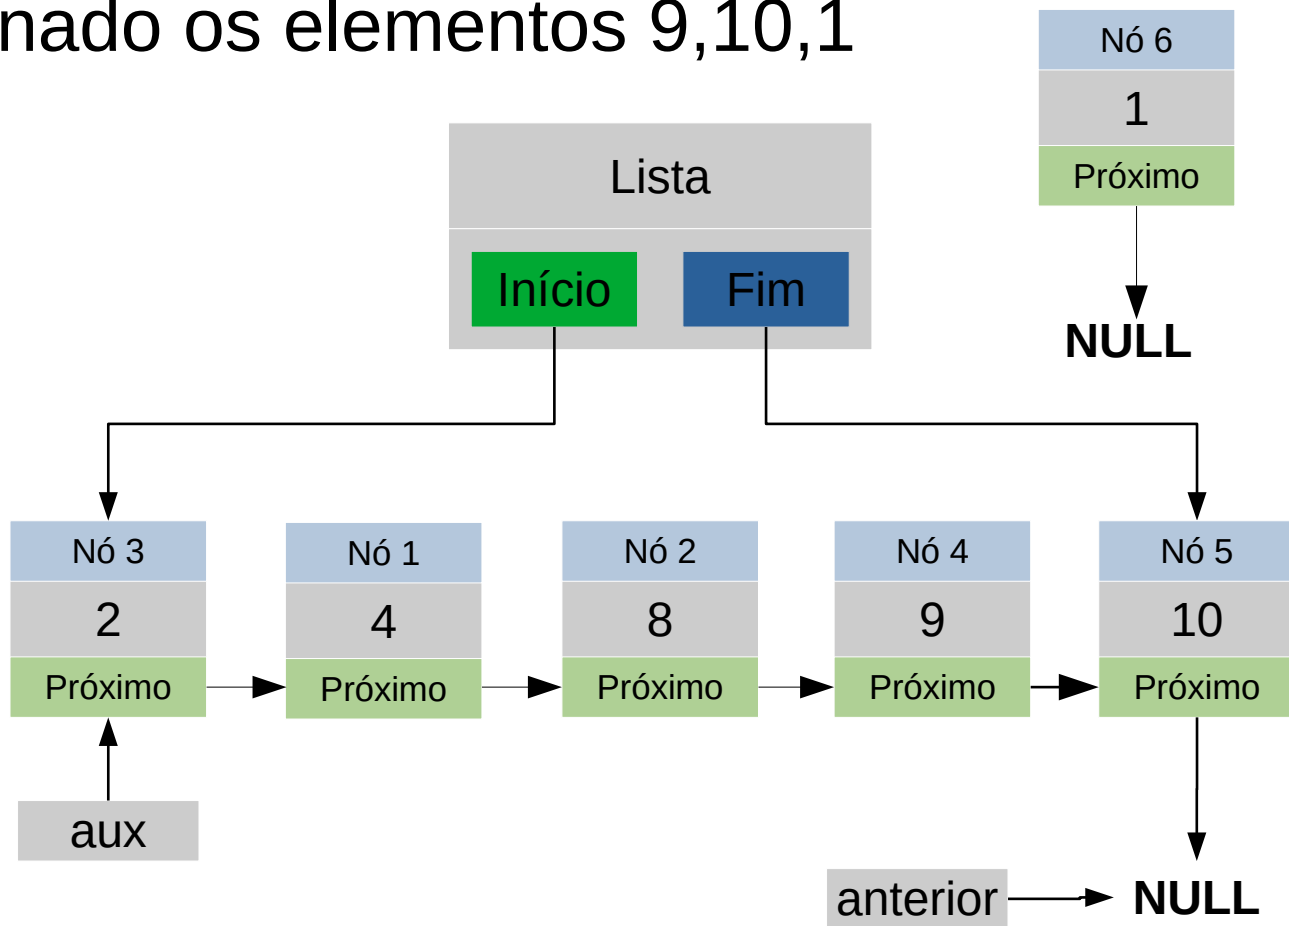 nado os elementos 9,10,1
Nó 6
1
Próximo
NULL
Lista
Início Fim
Nó 3 Nó 1 Nó 2 Nó 4 Nó 5
2 4 8 9 10
Próximo Próximo Próximo Próximo Próximo
aux
anterior NULL